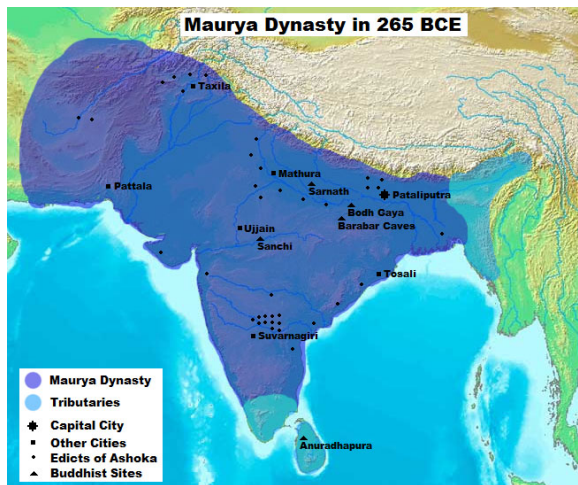 Maurya Dynasty in 265 BCE
Taxila
Mathura
Pattala
Sarnath
Pataliputra
Bodh Gaya
Barabar Caves
Ujjain
Sanchi
Tosali
Suvarnagiri
Anuradhapura
Maurya Dynasty
Tributaries
Capital City
Other Cities
Edicts of Ashoka
Buddhist Sites